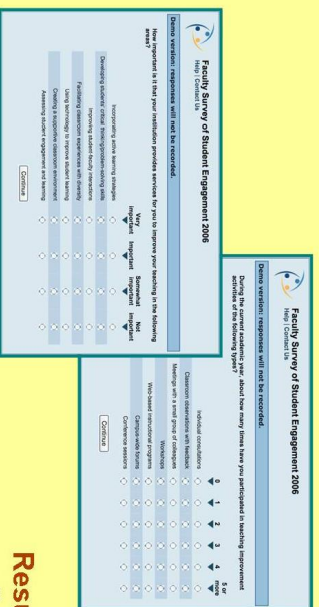 Faculty Survey of Student Engagement 2006
Help | Contact Us
Demo version: responses will not be recorded.
How important is it that your institution provides services for you to improve your teaching in the following
areas?
Very
important
Important
Somewhat
important
Not
important
Incorporating active learning strategies
Developing students' critical thinking/problem-solving skills
Improving student-faculty interactions
Facilitating classroom experiences with diversity
Using technology to improve student learning
Creating a supportive classroom environment
Assessing student engagement and learning
Continue
Faculty Survey of Student Engagement 2006
Help | Contact Us
Demo version: responses will not be recorded.
During the current academic year, about how many times have you participated in teaching improvement
activities of the following types?
0 1 2 3 4 5 or
more
Individual consultations
Classroom observations with feedback
Meetings with a small group of colleagues
Workshops
Web-based instructional programs
Campus-wide forums
Conference sessions
Continue
Resu